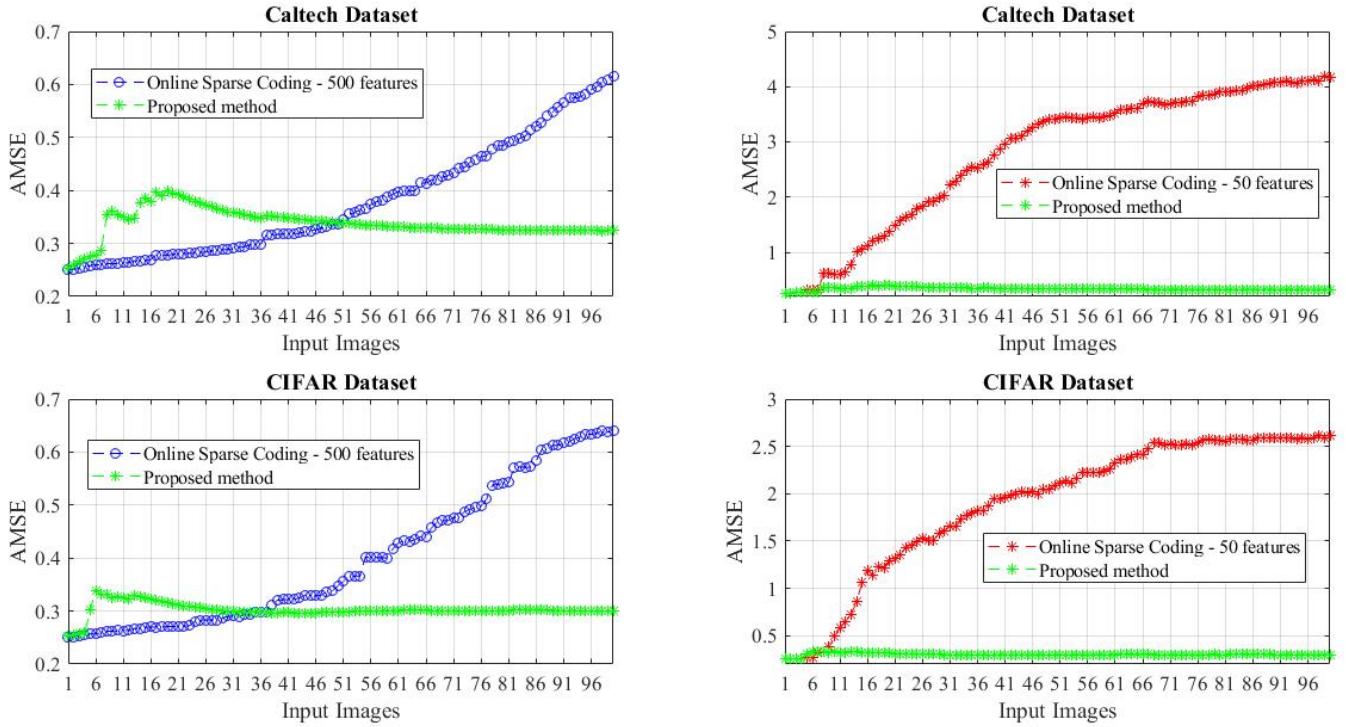 Caltech Dataset
0.7
0.6
0.5
0.4
0.3
0.2
AMSE
Online Sparse Coding - 500 features
Proposed method
1 6 11 16 21 26 31 36 41 46 51 56 61 66 71 76 81 86 91 96
Input Images
Caltech Dataset
5
4
3
2
1
AMSE
Online Sparse Coding - 50 features
Proposed method
1 6 11 16 21 26 31 36 41 46 51 56 61 66 71 76 81 86 91 96
Input Images
CIFAR Dataset
0.7
0.6
0.5
0.4
0.3
0.2
AMSE
Online Sparse Coding - 500 features
Proposed method
1 6 11 16 21 26 31 36 41 46 51 56 61 66 71 76 81 86 91 96
Input Images
CIFAR Dataset
3
2.5
2
1.5
1
0.5
AMSE
Online Sparse Coding - 50 features
Proposed method
1 6 11 16 21 26 31 36 41 46 51 56 61 66 71 76 81 86 91 96
Input Images